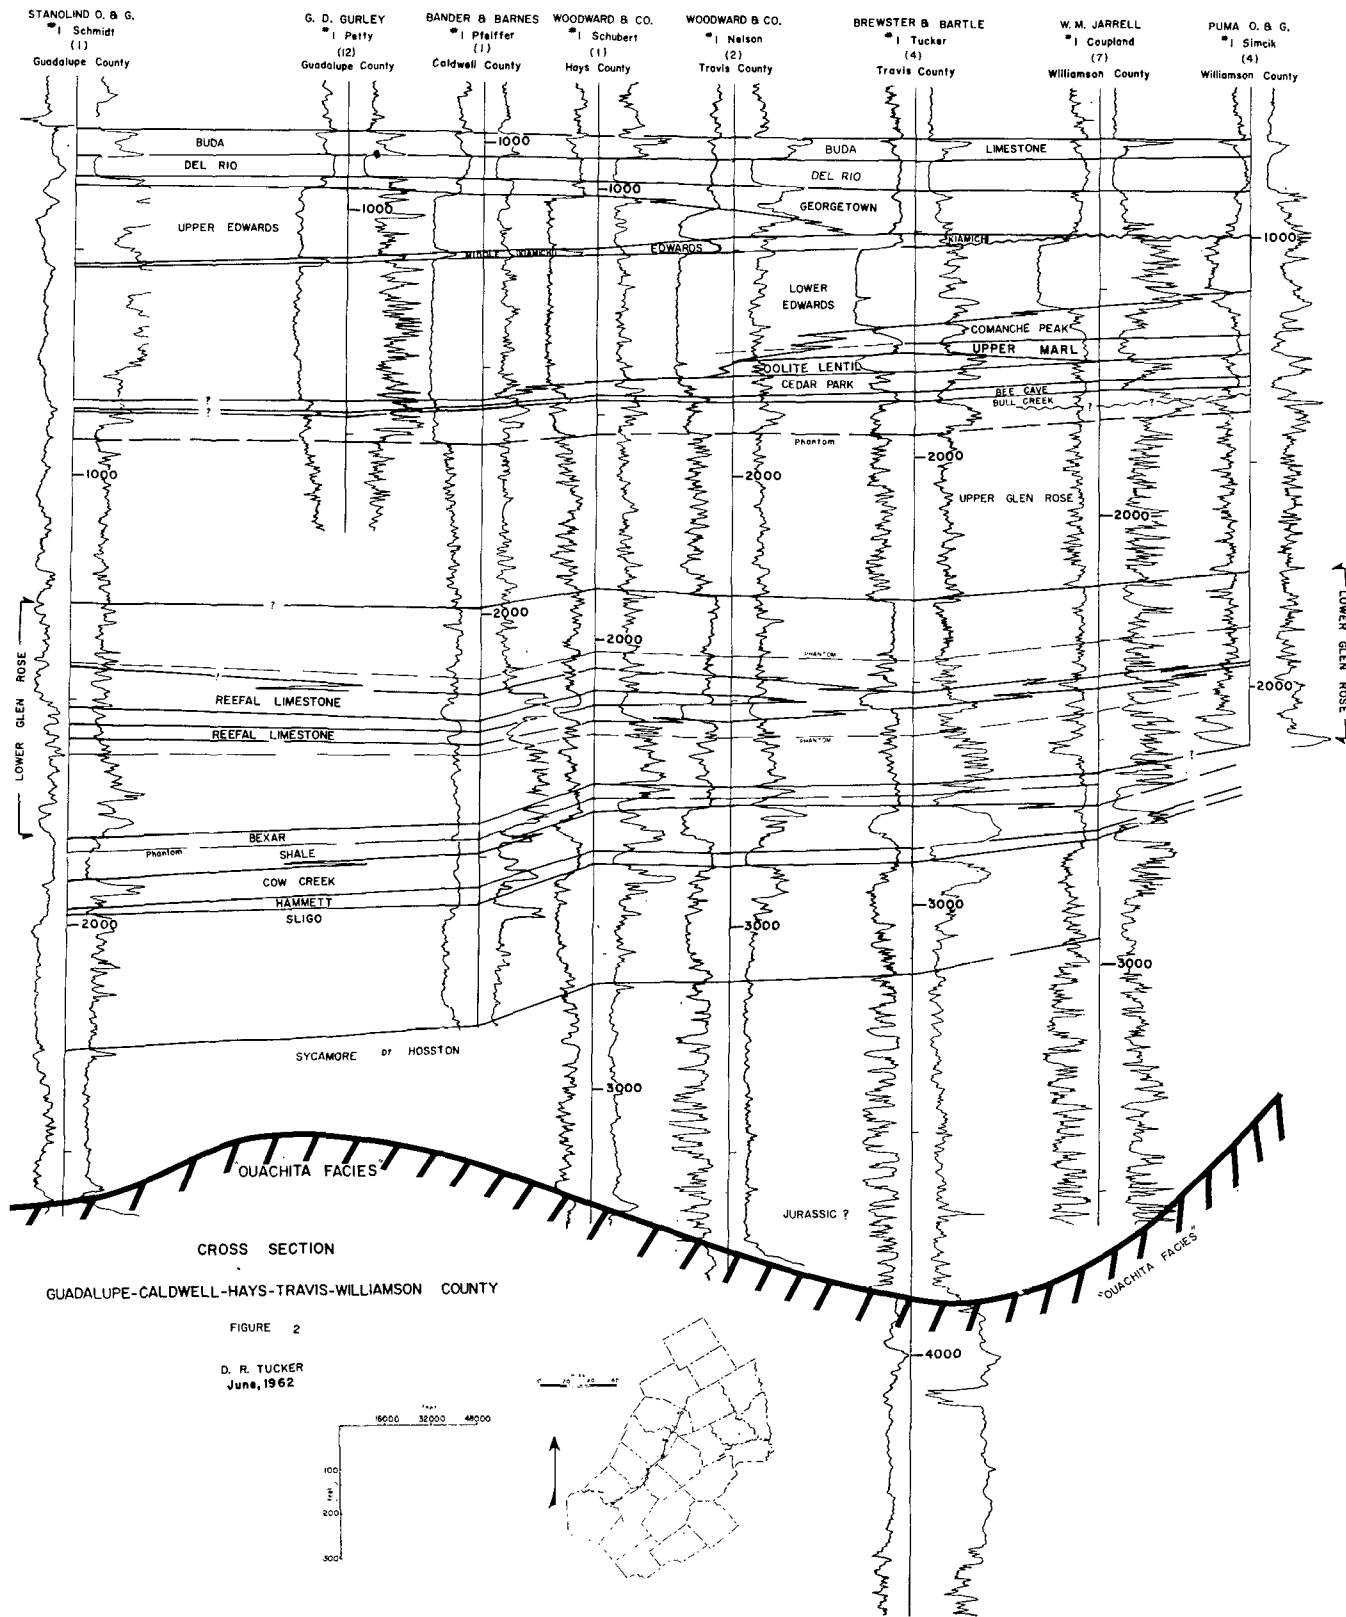 STANOLIND O. & G.
#1 Schmidt
(1)
Guadalupe County
G. D. GURLEY
#1 Petty
(12)
Guadalupe County
BANDER & BARNES
#1 Pfeiffer
(1)
Caldwell County
WOODWARD & CO.
#1 Schubert
(1)
Hays County
WOODWARD & CO.
#1 Nelson
(2)
Travis County
BREWSTER & BARTLE
#1 Tucker
(4)
Travis County
W. M. JARRELL
#1 Coupland
(7)
Williamson County
PUMA O. & G.
#1 Simcik
(4)
Williamson County
BUDA
1000
BUDA
LIMESTONE
DEL RIO
DEL RIO
1000
1000
GEORGETOWN
UPPER EDWARDS
KIAMICHI
1000
MIDDLE (KIAMICHI)
EDWARDS
LOWER
EDWARDS
COMANCHE PEAK
UPPER MARL
OOLITE LENTIL
CEDAR PARK
BEE CAVE
BULL CREEK
?
?
?
?
Phantom
1000
2000
2000
UPPER GLEN ROSE
2000
?
2000
2000
PHANTOM
LOWER GLEN ROSE
LOWER GLEN ROSE
?
REEFAL LIMESTONE
2000
REEFAL LIMESTONE
PHANTOM
?
BEXAR
Phantom
SHALE
COW CREEK
HAMMETT
SLIGO
2000
3000
3000
3000
SYCAMORE or HOSSTON
3000
"OUACHITA FACIES"
JURASSIC ?
"OUACHITA FACIES"
CROSS SECTION
GUADALUPE-CALDWELL-HAYS-TRAVIS-WILLIAMSON COUNTY
FIGURE 2
D. R. TUCKER
June, 1962
4000
feet
16000 32000 48000
100
feet
200
300
0 20 30 40